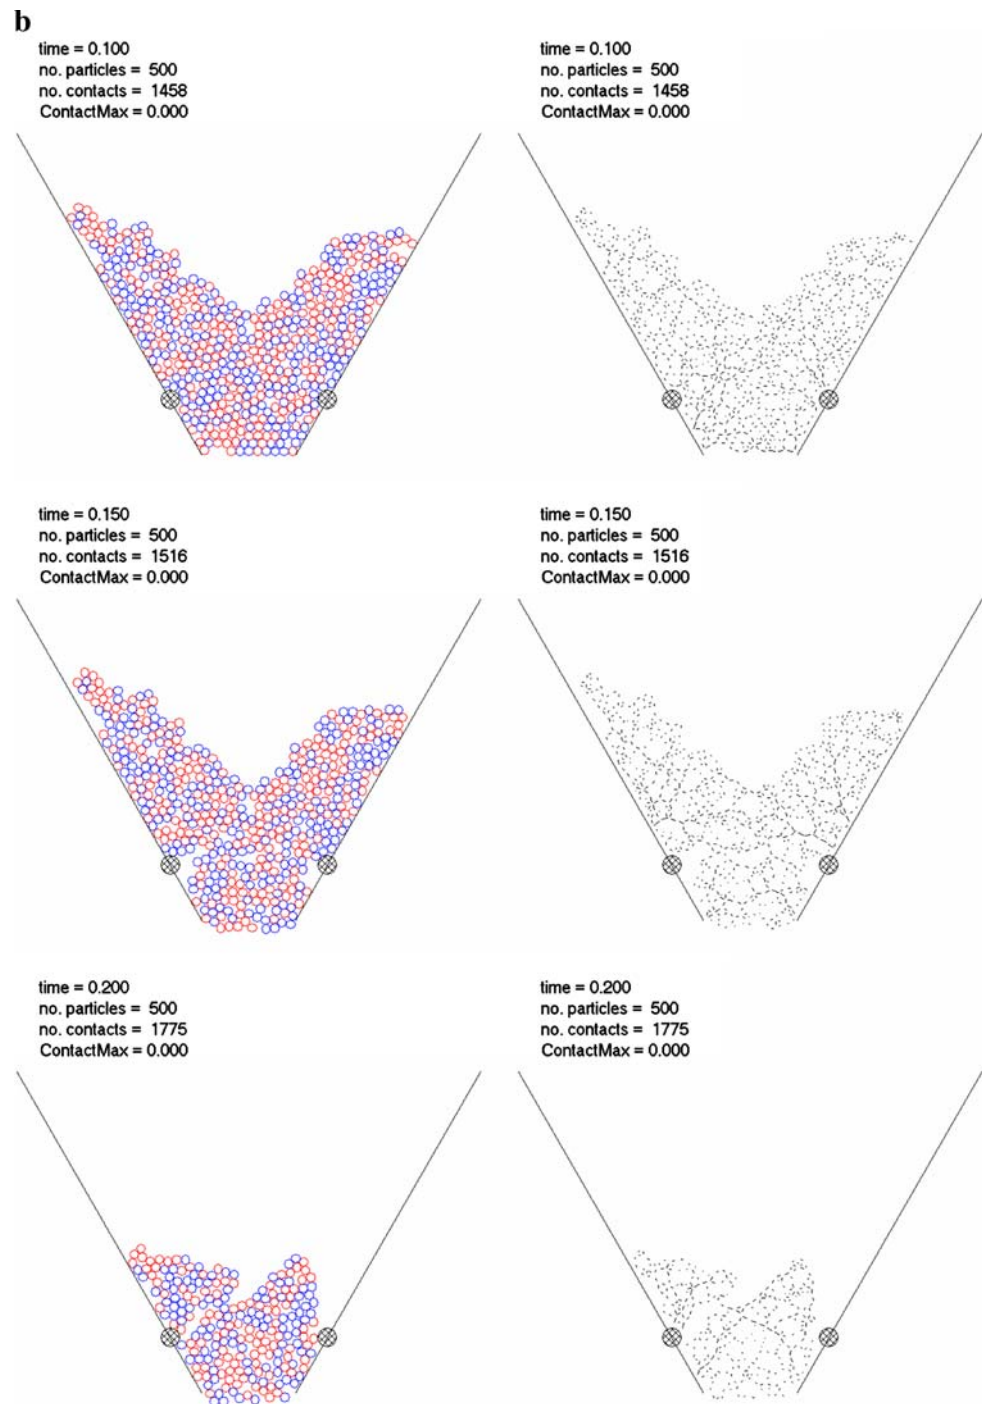 b
time = 0.100
no. particles = 500
no. contacts = 1458
ContactMax = 0.000
time = 0.100
no. particles = 500
no. contacts = 1458
ContactMax = 0.000
time = 0.150
no. particles = 500
no. contacts = 1516
ContactMax = 0.000
time = 0.150
no. particles = 500
no. contacts = 1516
ContactMax = 0.000
time = 0.200
no. particles = 500
no. contacts = 1775
ContactMax = 0.000
time = 0.200
no. particles = 500
no. contacts = 1775
ContactMax = 0.000